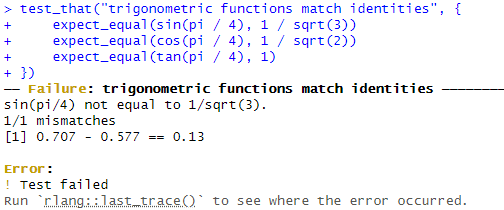 > test_that("trigonometric functions match identities", {
+     expect_equal(sin(pi / 4), 1 / sqrt(3))
+     expect_equal(cos(pi / 4), 1 / sqrt(2))
+     expect_equal(tan(pi / 4), 1)
+ })
── Failure: trigonometric functions match identities ────────
sin(pi/4) not equal to 1/sqrt(3).
1/1 mismatches
[1] 0.707 - 0.577 == 0.13
Error:
! Test failed
Run `rlang::last_trace()` to see where the error occurred.